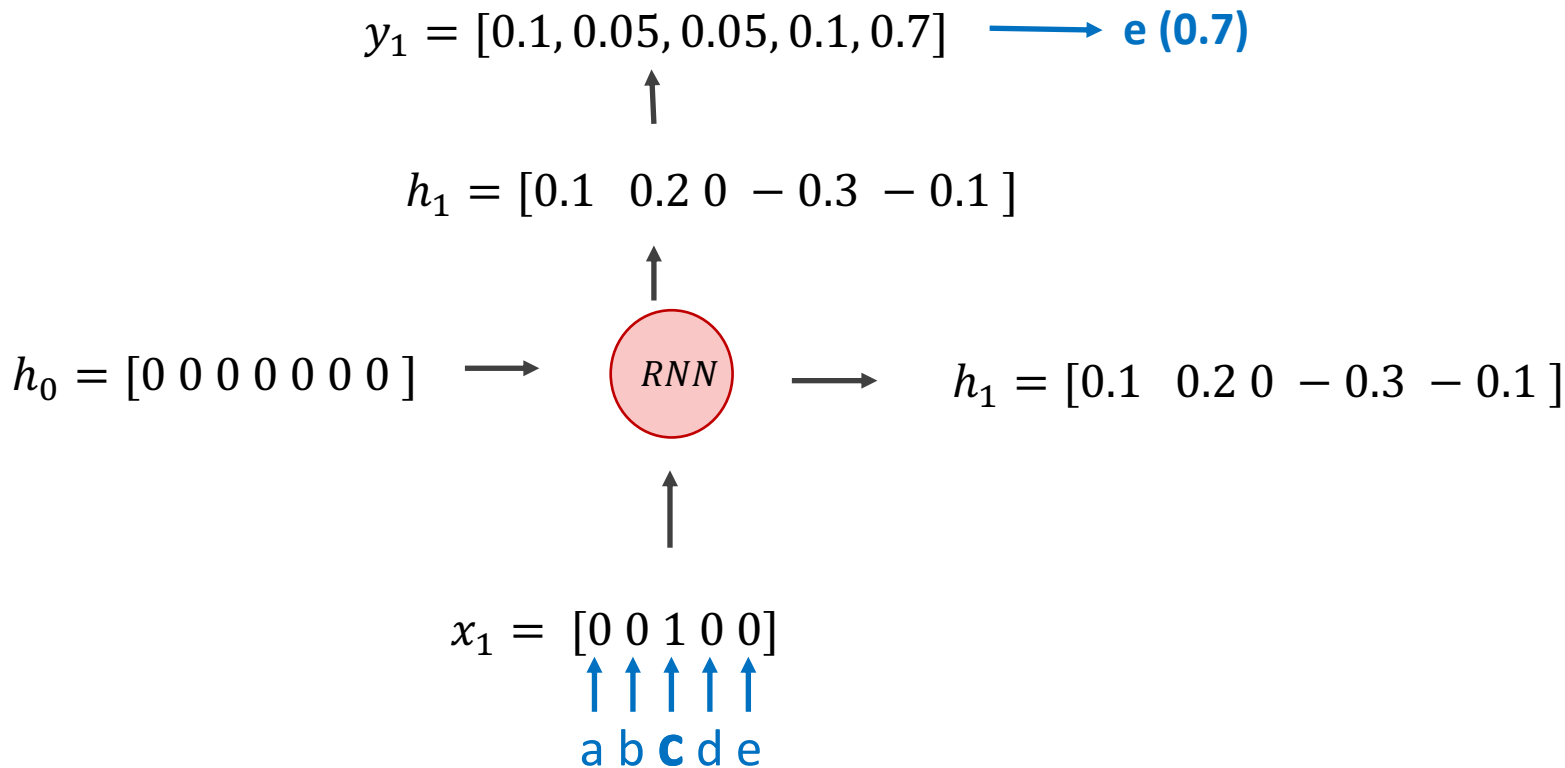 y₁ = [0.1, 0.05, 0.05, 0.1, 0.7] e (0.7)
h₁ = [0.1 0.2 0 − 0.3 − 0.1 ]
h₀ = [0 0 0 0 0 0 0 ] RNN h₁ = [0.1 0.2 0 − 0.3 − 0.1 ]
x₁ = [0 0 1 0 0]
a b c d e